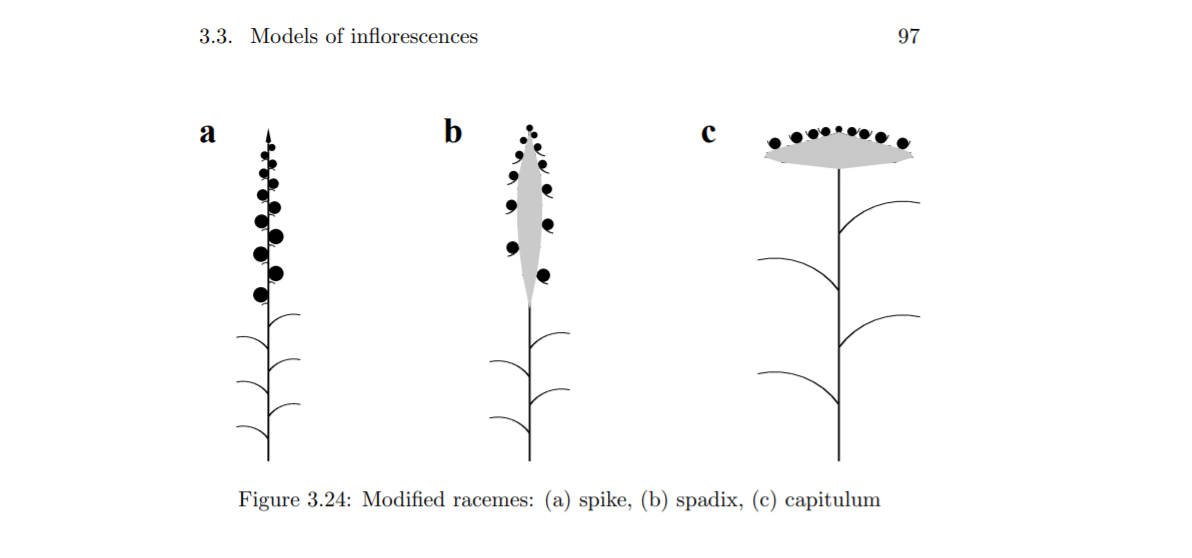 3.3. Models of inflorescences 97
a b c
Figure 3.24: Modified racemes: (a) spike, (b) spadix, (c) capitulum